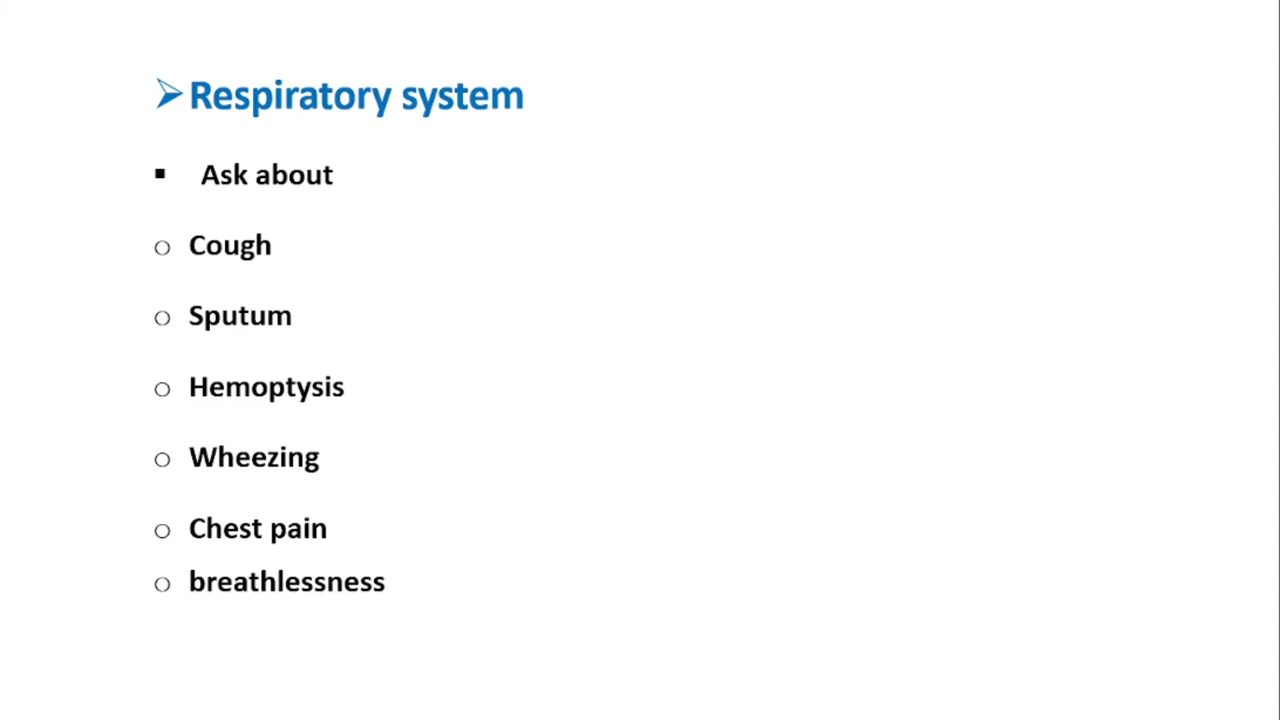 Respiratory system
Ask about
Cough
Sputum
Hemoptysis
Wheezing
Chest pain
breathlessness